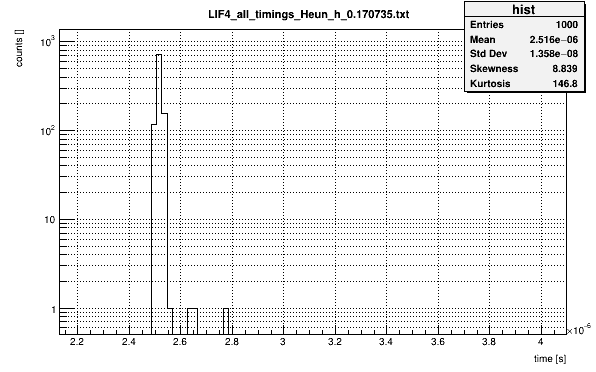 LIF4_all_timings_Heun_h_0.170735.txt
hist
Entries 1000
Mean 2.516e−06
Std Dev 1.358e−08
Skewness 8.839
Kurtosis 146.8
counts []
10³
10²
10
1
2.2 2.4 2.6 2.8 3 3.2 3.4 3.6 3.8 4
×10⁻⁶
time [s]